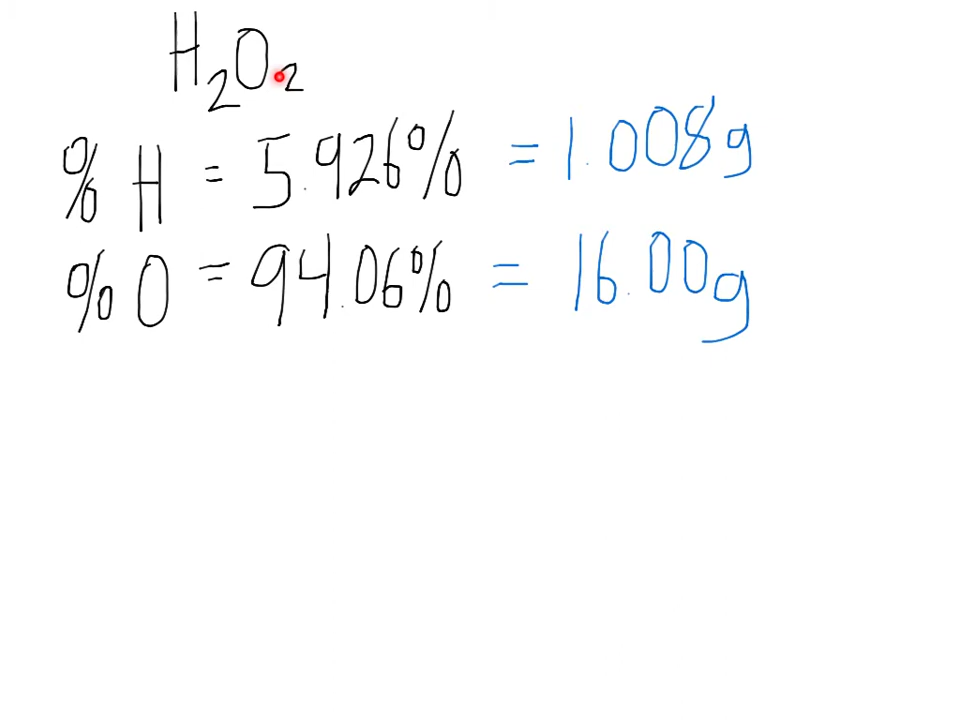 H₂O₂
% H = 5.926% = 1.008g
% O = 94.06% = 16.00g